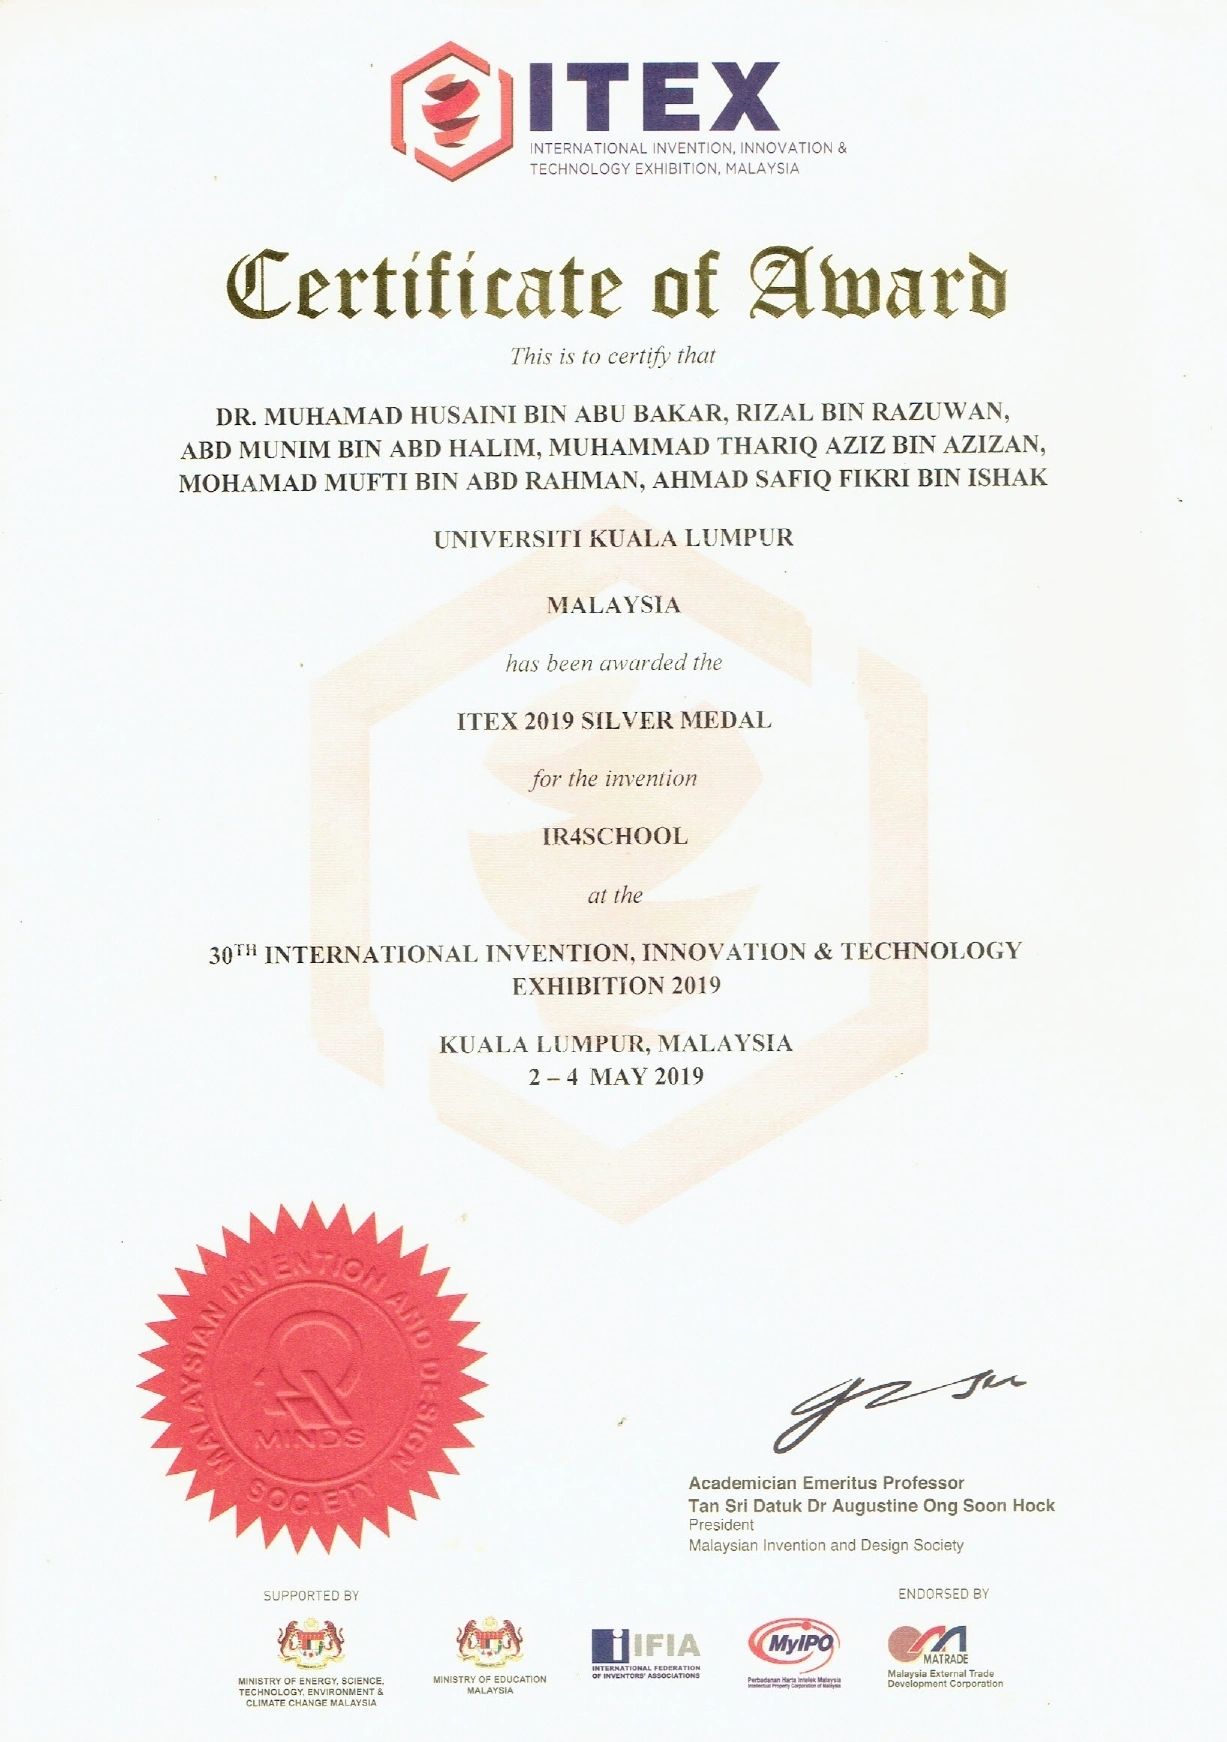 ITEX
INTERNATIONAL INVENTION, INNOVATION &
TECHNOLOGY EXHIBITION, MALAYSIA
Certificate of Award
This is to certify that
DR. MUHAMAD HUSAINI BIN ABU BAKAR, RIZAL BIN RAZUWAN,
ABD MUNIM BIN ABD HALIM, MUHAMMAD THARIQ AZIZ BIN AZIZAN,
MOHAMAD MUFTI BIN ABD RAHMAN, AHMAD SAFIQ FIKRI BIN ISHAK
UNIVERSITI KUALA LUMPUR
MALAYSIA
has been awarded the
ITEX 2019 SILVER MEDAL
for the invention
IR4SCHOOL
at the
30TH INTERNATIONAL INVENTION, INNOVATION & TECHNOLOGY
EXHIBITION 2019
KUALA LUMPUR, MALAYSIA
2 – 4 MAY 2019
MALAYSIAN INVENTION AND DESIGN SOCIETY
MINDS
Academician Emeritus Professor
Tan Sri Datuk Dr Augustine Ong Soon Hock
President
Malaysian Invention and Design Society
SUPPORTED BY
ENDORSED BY
MINISTRY OF ENERGY, SCIENCE,
TECHNOLOGY, ENVIRONMENT &
CLIMATE CHANGE MALAYSIA
MINISTRY OF EDUCATION
MALAYSIA
IFIA
INTERNATIONAL FEDERATION
OF INVENTORS' ASSOCIATIONS
MyIPO
Perbadanan Harta Intelek Malaysia
Intellectual Property Corporation of Malaysia
MATRADE
Malaysia External Trade
Development Corporation